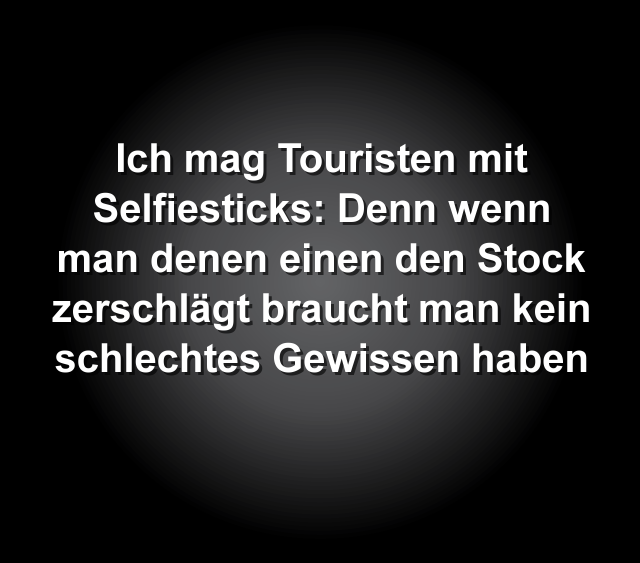 Ich mag Touristen mit
Selfiesticks: Denn wenn
man denen einen den Stock
zerschlägt braucht man kein
schlechtes Gewissen haben